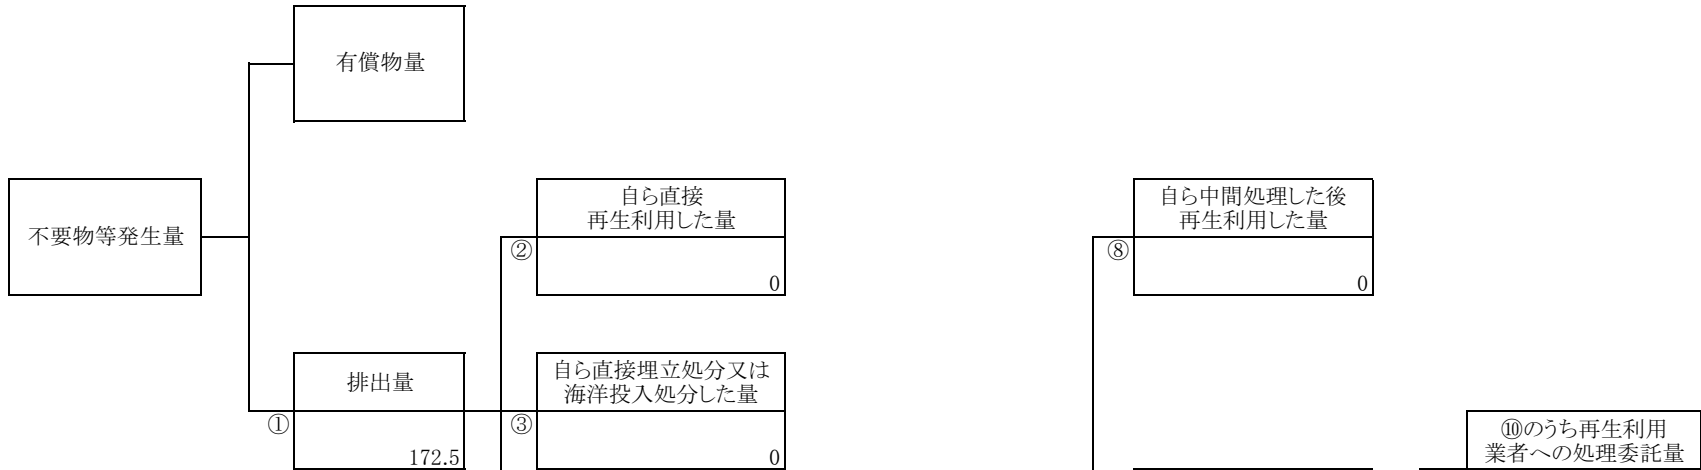 有償物量
不要物等発生量
自ら直接
再生利用した量
②
0
自ら中間処理した後
再生利用した量
⑧
0
排出量
①
172.5
自ら直接埋立処分又は
海洋投入処分した量
③
0
⑩のうち再生利用
業者への処理委託量